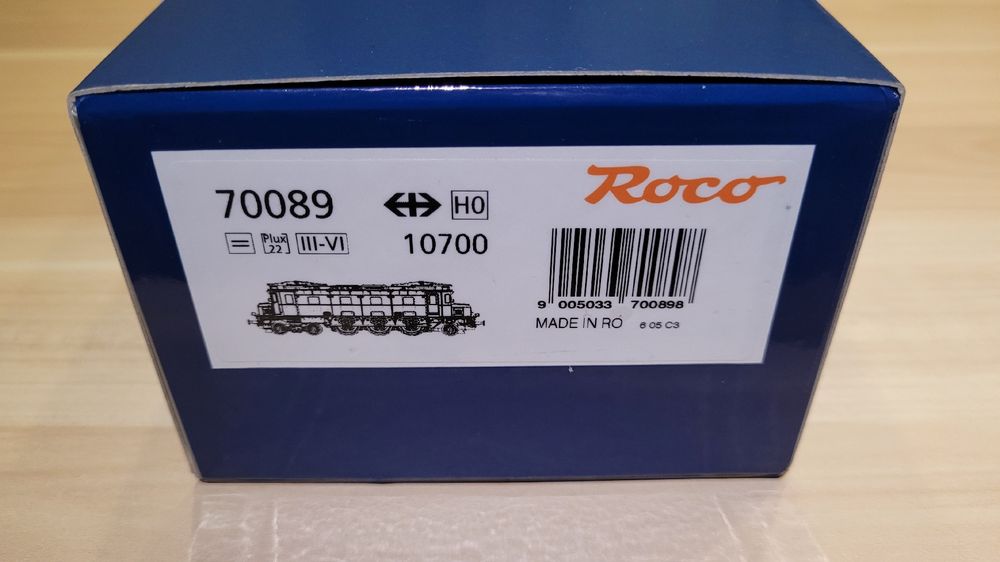 70089
H0
Roco
=
Plux
22
III-VI
10700
9 005033 700898
MADE IN RO 6 05 C3